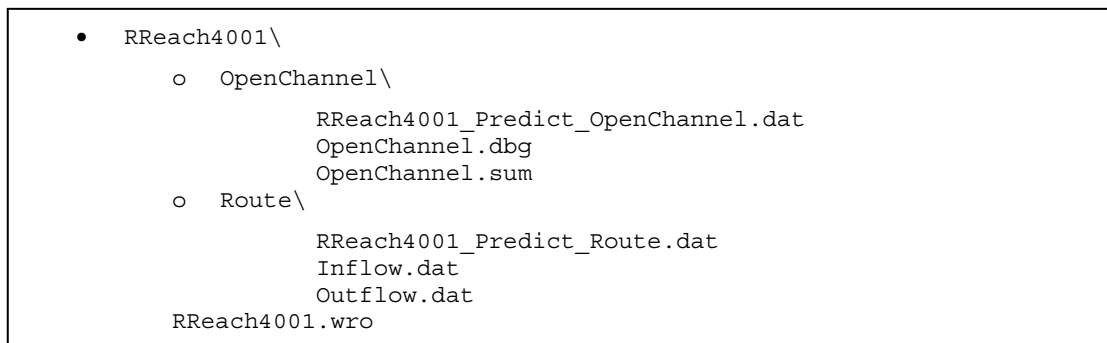 • RReach4001\
o OpenChannel\
RReach4001_Predict_OpenChannel.dat
OpenChannel.dbg
OpenChannel.sum
o Route\
RReach4001_Predict_Route.dat
Inflow.dat
Outflow.dat
RReach4001.wro